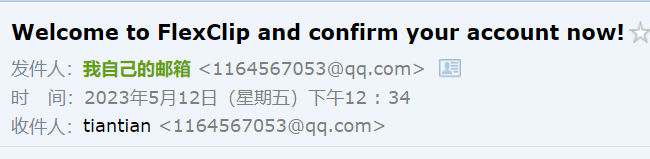 Welcome to FlexClip and confirm your account now!
发件人：我自己的邮箱 <1164567053@qq.com>
时　间：2023年5月12日（星期五）下午12：34
收件人：tiantian <1164567053@qq.com>